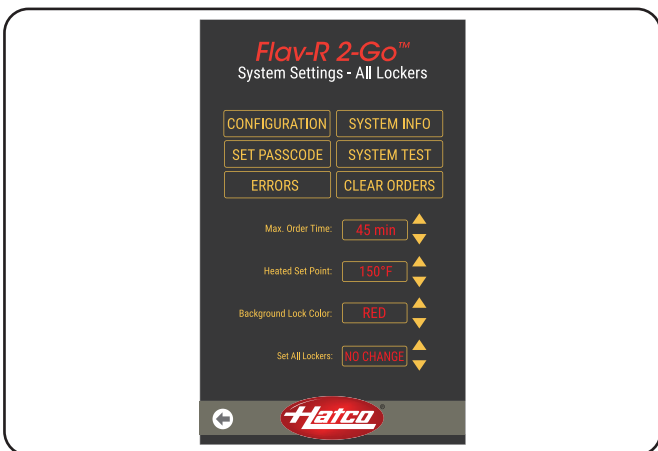 Flav-R 2-Go™
System Settings - All Lockers
CONFIGURATION SYSTEM INFO
SET PASSCODE SYSTEM TEST
ERRORS CLEAR ORDERS
Max. Order Time: 45 min
Heated Set Point: 150°F
Background Lock Color: RED
Set All Lockers: NO CHANGE
Hatco®